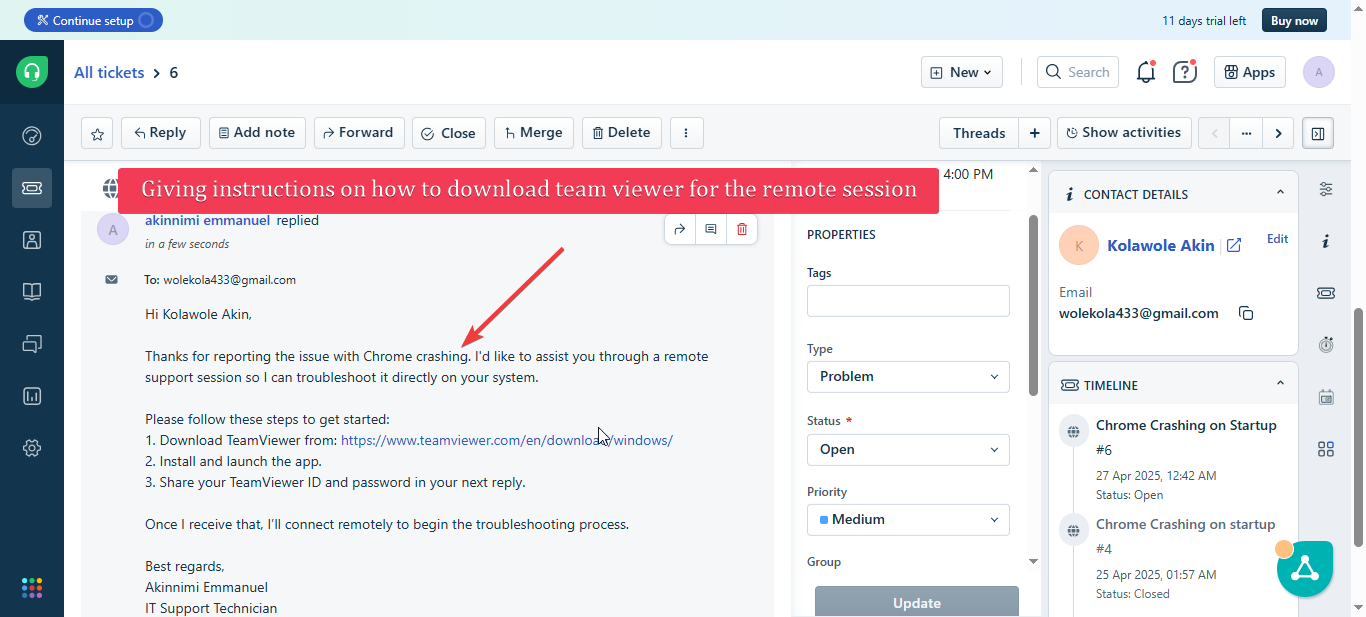 Continue setup
11 days trial left
Buy now
All tickets > 6
New
Search
Apps
A
Reply
Add note
Forward
Close
Merge
Delete
Threads
Show activities
Giving instructions on how to download team viewer for the remote session
4:00 PM
A
akinnimi emmanuel replied
in a few seconds
To: wolekola433@gmail.com
Hi Kolawole Akin,
Thanks for reporting the issue with Chrome crashing. I'd like to assist you through a remote
support session so I can troubleshoot it directly on your system.
Please follow these steps to get started:
1. Download TeamViewer from: https://www.teamviewer.com/en/download/windows/
2. Install and launch the app.
3. Share your TeamViewer ID and password in your next reply.
Once I receive that, I'll connect remotely to begin the troubleshooting process.
Best regards,
Akinnimi Emmanuel
IT Support Technician
PROPERTIES
Tags
Type
Problem
Status *
Open
Priority
Medium
Group
Update
CONTACT DETAILS
K
Kolawole Akin
Edit
Email
wolekola433@gmail.com
TIMELINE
Chrome Crashing on Startup
#6
27 Apr 2025, 12:42 AM
Status: Open
Chrome Crashing on startup
#4
25 Apr 2025, 01:57 AM
Status: Closed